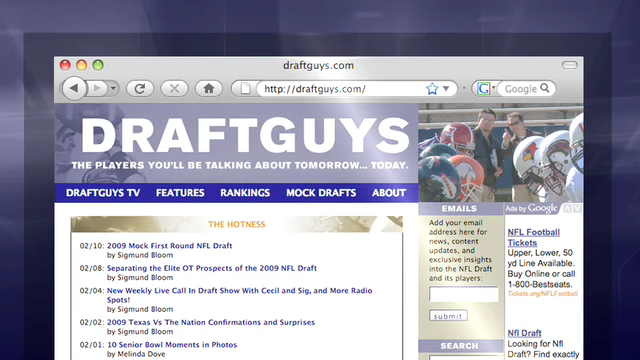 draftguys.com
http://draftguys.com/
G
Google
DRAFTGUYS
THE PLAYERS YOU'LL BE TALKING ABOUT TOMORROW... TODAY.
DRAFTGUYS TV FEATURES RANKINGS MOCK DRAFTS ABOUT
THE HOTNESS
02/10: 2009 Mock First Round NFL Draft
by Sigmund Bloom
02/08: Separating the Elite OT Prospects of the 2009 NFL Draft
by Sigmund Bloom
02/04: New Weekly Live Call In Draft Show With Cecil and Sig, and More Radio
Spots!
by Sigmund Bloom
02/02: 2009 Texas Vs The Nation Confirmations and Surprises
by Sigmund Bloom
02/01: 10 Senior Bowl Moments in Photos
by Melinda Dove
EMAILS
Add your email
address here for
news, content
updates, and
exclusive insights
into the NFL Draft
and its players:
submit
SEARCH
Ads by Google
NFL Football
Tickets
Upper, Lower, 50
yd Line Available.
Buy Online or call
1-800-Bestseats.
Tickets.org/NFLFootball
Nfl Draft
Looking for Nfl
Draft? Find exactly